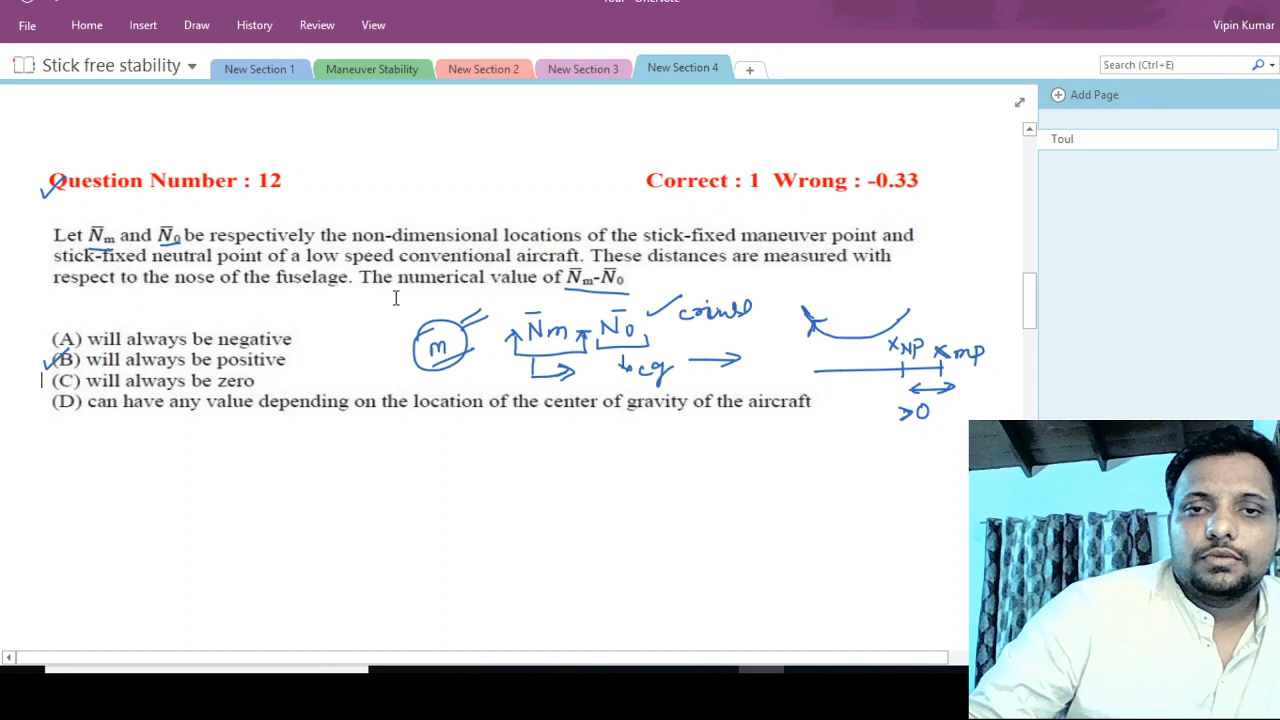 File Home Insert Draw History Review View Vipin Kumar
Stick free stability New Section 1 Maneuver Stability New Section 2 New Section 3 New Section 4 + Search (Ctrl+E)
Add Page
Toul
Question Number : 12 Correct : 1 Wrong : -0.33
Let N̅m and N̅0 be respectively the non-dimensional locations of the stick-fixed maneuver point and
stick-fixed neutral point of a low speed conventional aircraft. These distances are measured with
respect to the nose of the fuselage. The numerical value of N̅m-N̅0
(A) will always be negative
(B) will always be positive
(C) will always be zero
(D) can have any value depending on the location of the center of gravity of the aircraft
m N̅m N̅0
cg
NP mp
>0